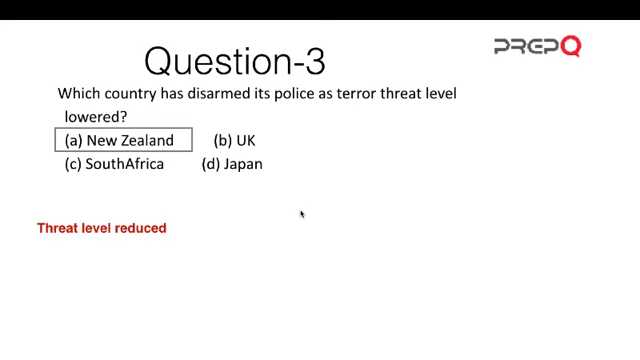 PREPQ
Question-3
Which country has disarmed its police as terror threat level
lowered?
(a) New Zealand (b) UK
(c) SouthAfrica (d) Japan
Threat level reduced